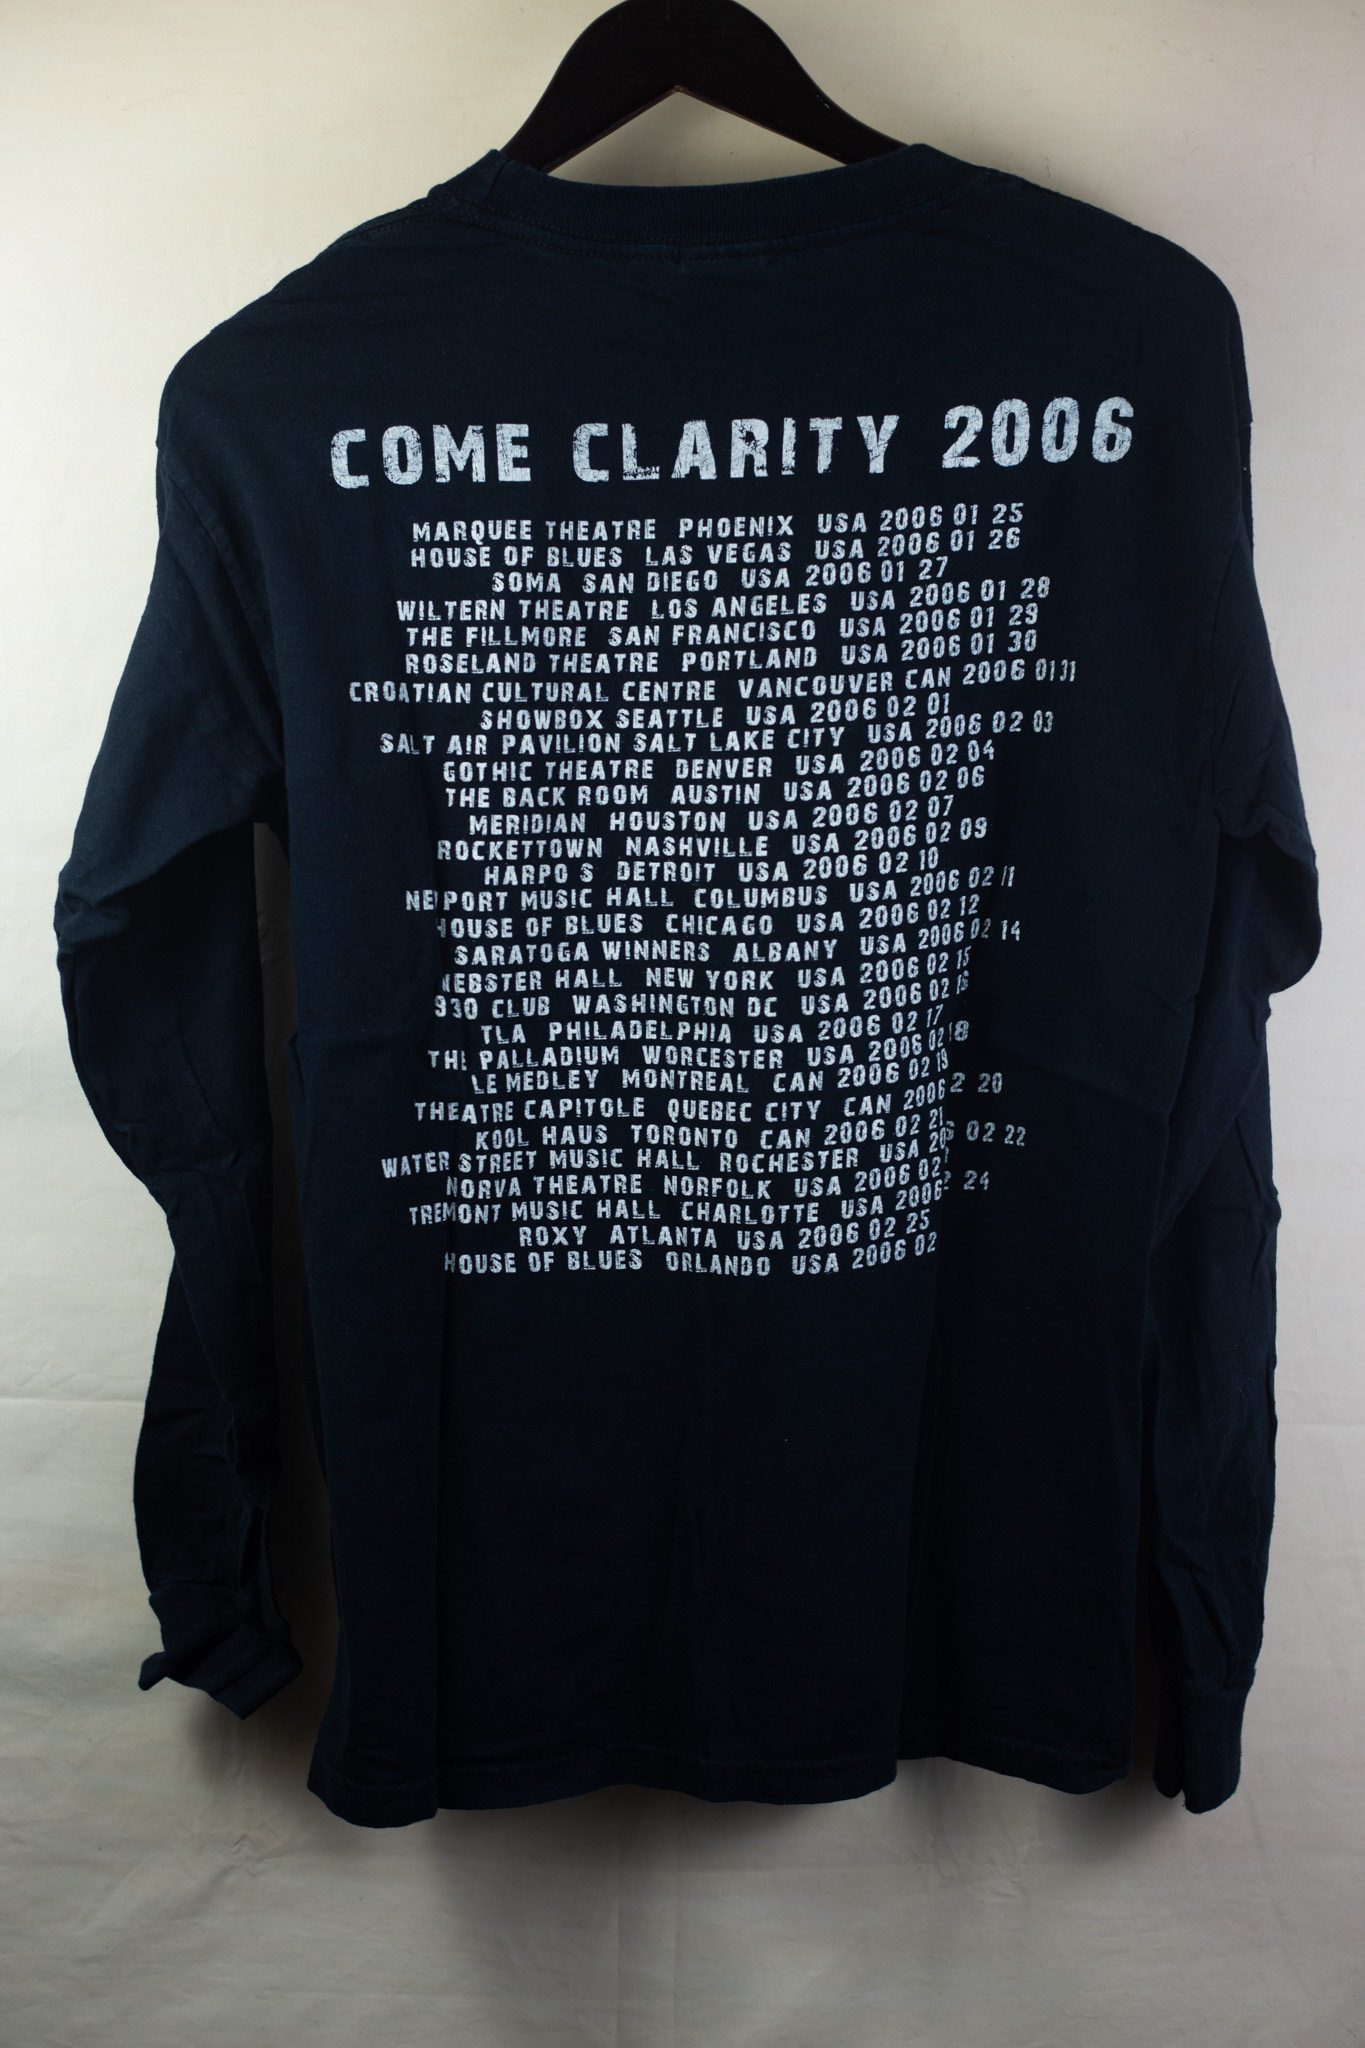 COME CLARITY 2006
MARQUEE THEATRE PHOENIX USA 2006 01 25
HOUSE OF BLUES LAS VEGAS USA 2006 01 26
SOMA SAN DIEGO USA 2006 01 27
WILTERN THEATRE LOS ANGELES USA 2006 01 28
THE FILLMORE SAN FRANCISCO USA 2006 01 29
ROSELAND THEATRE PORTLAND USA 2006 01 30
CROATIAN CULTURAL CENTRE VANCOUVER CAN 2006 01 31
SHOWBOX SEATTLE USA 2006 02 01
SALT AIR PAVILION SALT LAKE CITY USA 2006 02 03
GOTHIC THEATRE DENVER USA 2006 02 04
THE BACK ROOM AUSTIN USA 2006 02 06
MERIDIAN HOUSTON USA 2006 02 07
ROCKETTOWN NASHVILLE USA 2006 02 09
HARPO S DETROIT USA 2006 02 10
NEWPORT MUSIC HALL COLUMBUS USA 2006 02 11
HOUSE OF BLUES CHICAGO USA 2006 02 12
SARATOGA WINNERS ALBANY USA 2006 02 14
WEBSTER HALL NEW YORK USA 2006 02 15
930 CLUB WASHINGTON DC USA 2006 02 16
TLA PHILADELPHIA USA 2006 02 17
THE PALLADIUM WORCESTER USA 2006 02 18
LE MEDLEY MONTREAL CAN 2006 02 19
THEATRE CAPITOLE QUEBEC CITY CAN 2006 2 20
KOOL HAUS TORONTO CAN 2006 02 21
WATER STREET MUSIC HALL ROCHESTER USA 2006 02 22
NORVA THEATRE NORFOLK USA 2006 02
TREMONT MUSIC HALL CHARLOTTE USA 2006 2 24
ROXY ATLANTA USA 2006 02 25
HOUSE OF BLUES ORLANDO USA 2006 02